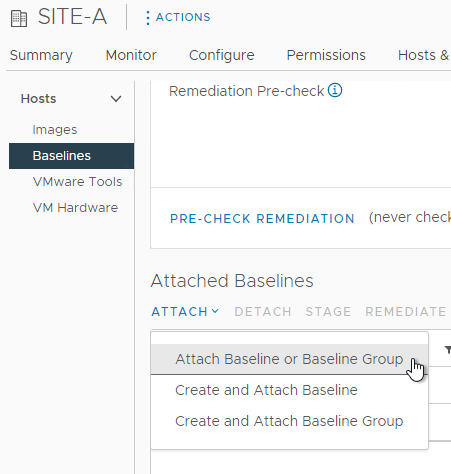 SITE-A
ACTIONS
Summary Monitor Configure Permissions Hosts &
Hosts
Images
Baselines
VMware Tools
VM Hardware
Remediation Pre-check
PRE-CHECK REMEDIATION (never check
Attached Baselines
ATTACH DETACH STAGE REMEDIATE
Attach Baseline or Baseline Group
Create and Attach Baseline
Create and Attach Baseline Group